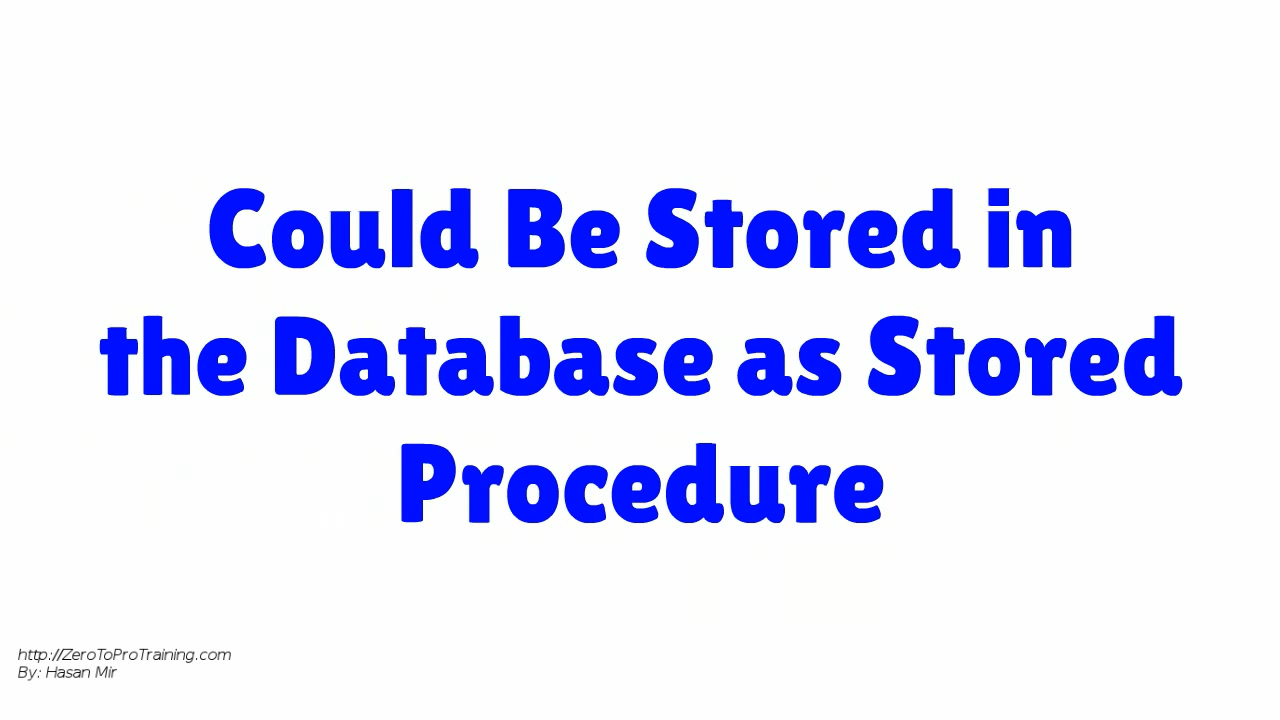 Could Be Stored in
the Database as Stored
Procedure
http://ZeroToProTraining.com
By: Hasan Mir